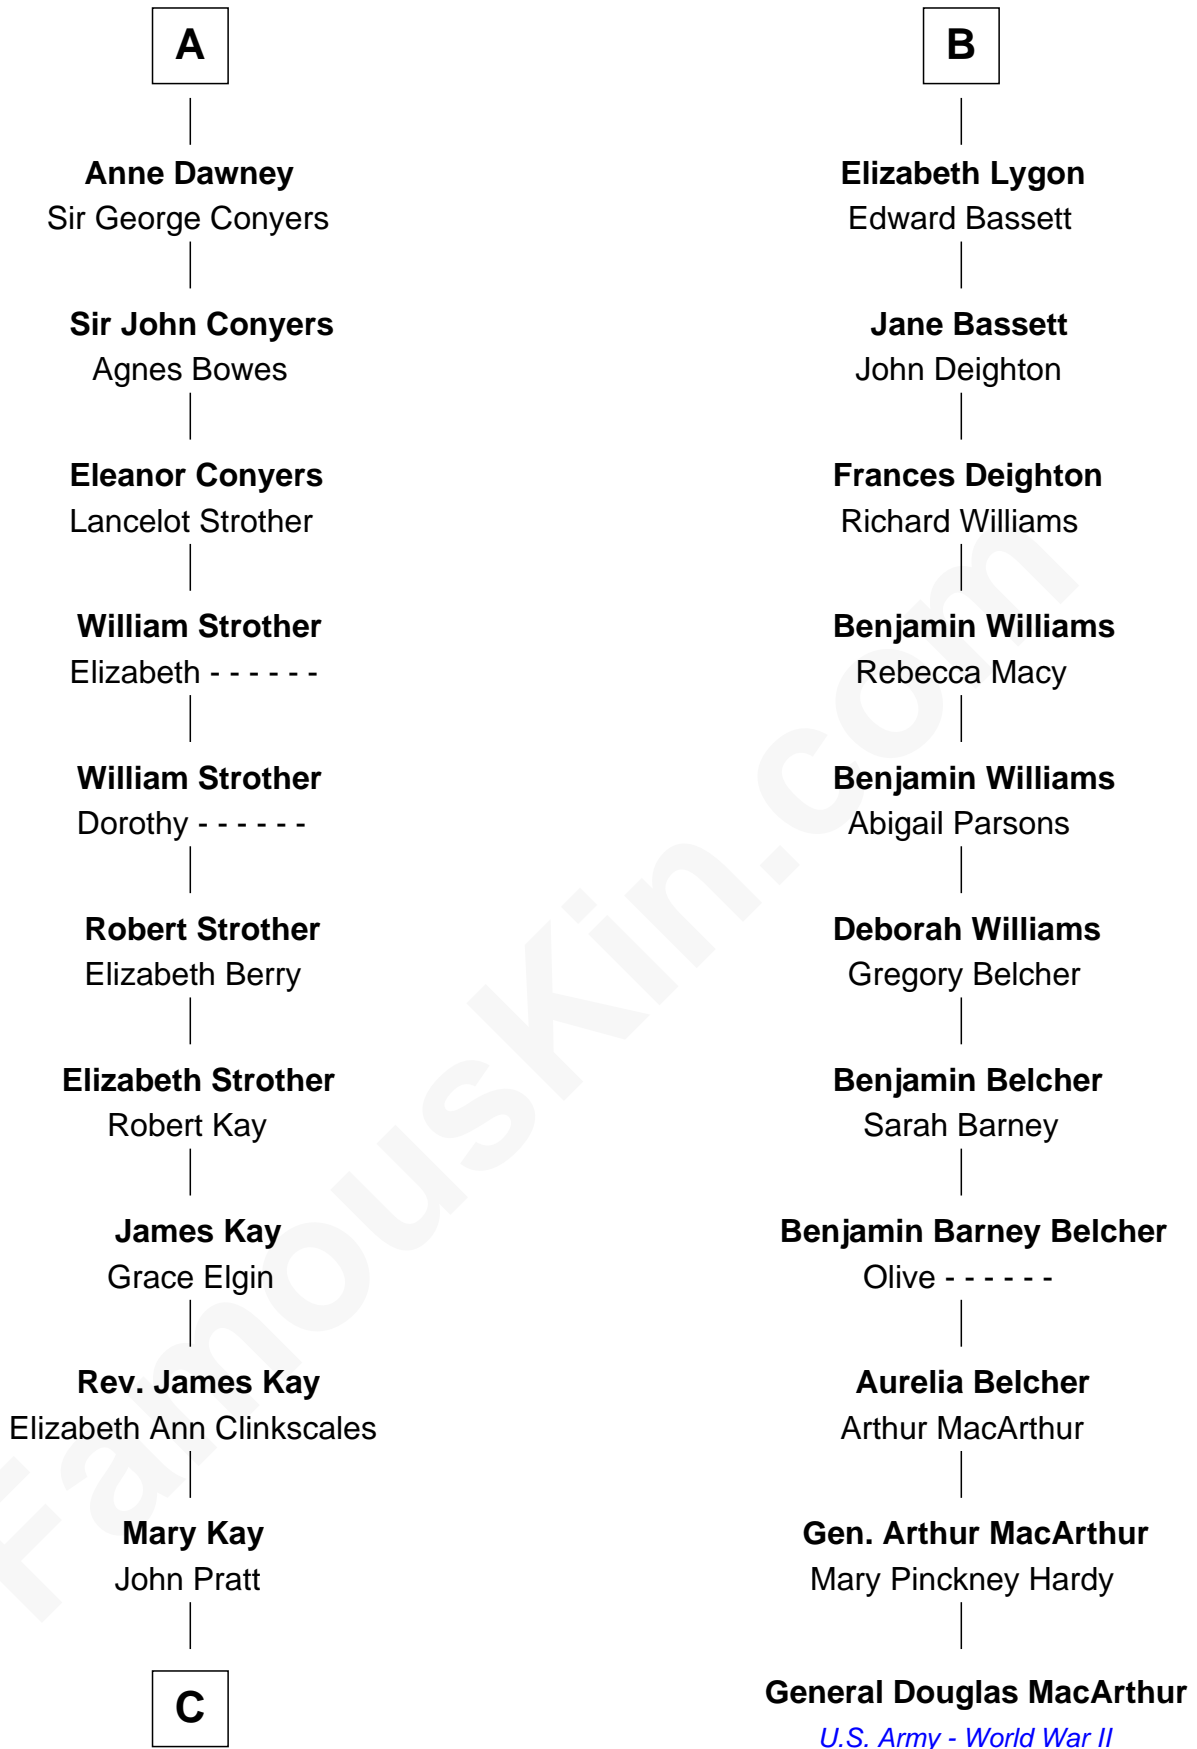 A
Anne Dawney
Sir George Conyers
Sir John Conyers
Agnes Bowes
Eleanor Conyers
Lancelot Strother
William Strother
Elizabeth - - - - - -
William Strother
Dorothy - - - - - -
Robert Strother
Elizabeth Berry
Elizabeth Strother
Robert Kay
James Kay
Grace Elgin
Rev. James Kay
Elizabeth Ann Clinkscales
Mary Kay
John Pratt
C
B
Elizabeth Lygon
Edward Bassett
Jane Bassett
John Deighton
Frances Deighton
Richard Williams
Benjamin Williams
Rebecca Macy
Benjamin Williams
Abigail Parsons
Deborah Williams
Gregory Belcher
Benjamin Belcher
Sarah Barney
Benjamin Barney Belcher
Olive - - - - - -
Aurelia Belcher
Arthur MacArthur
Gen. Arthur MacArthur
Mary Pinckney Hardy
General Douglas MacArthur
U.S. Army - World War II
FamousKin.com